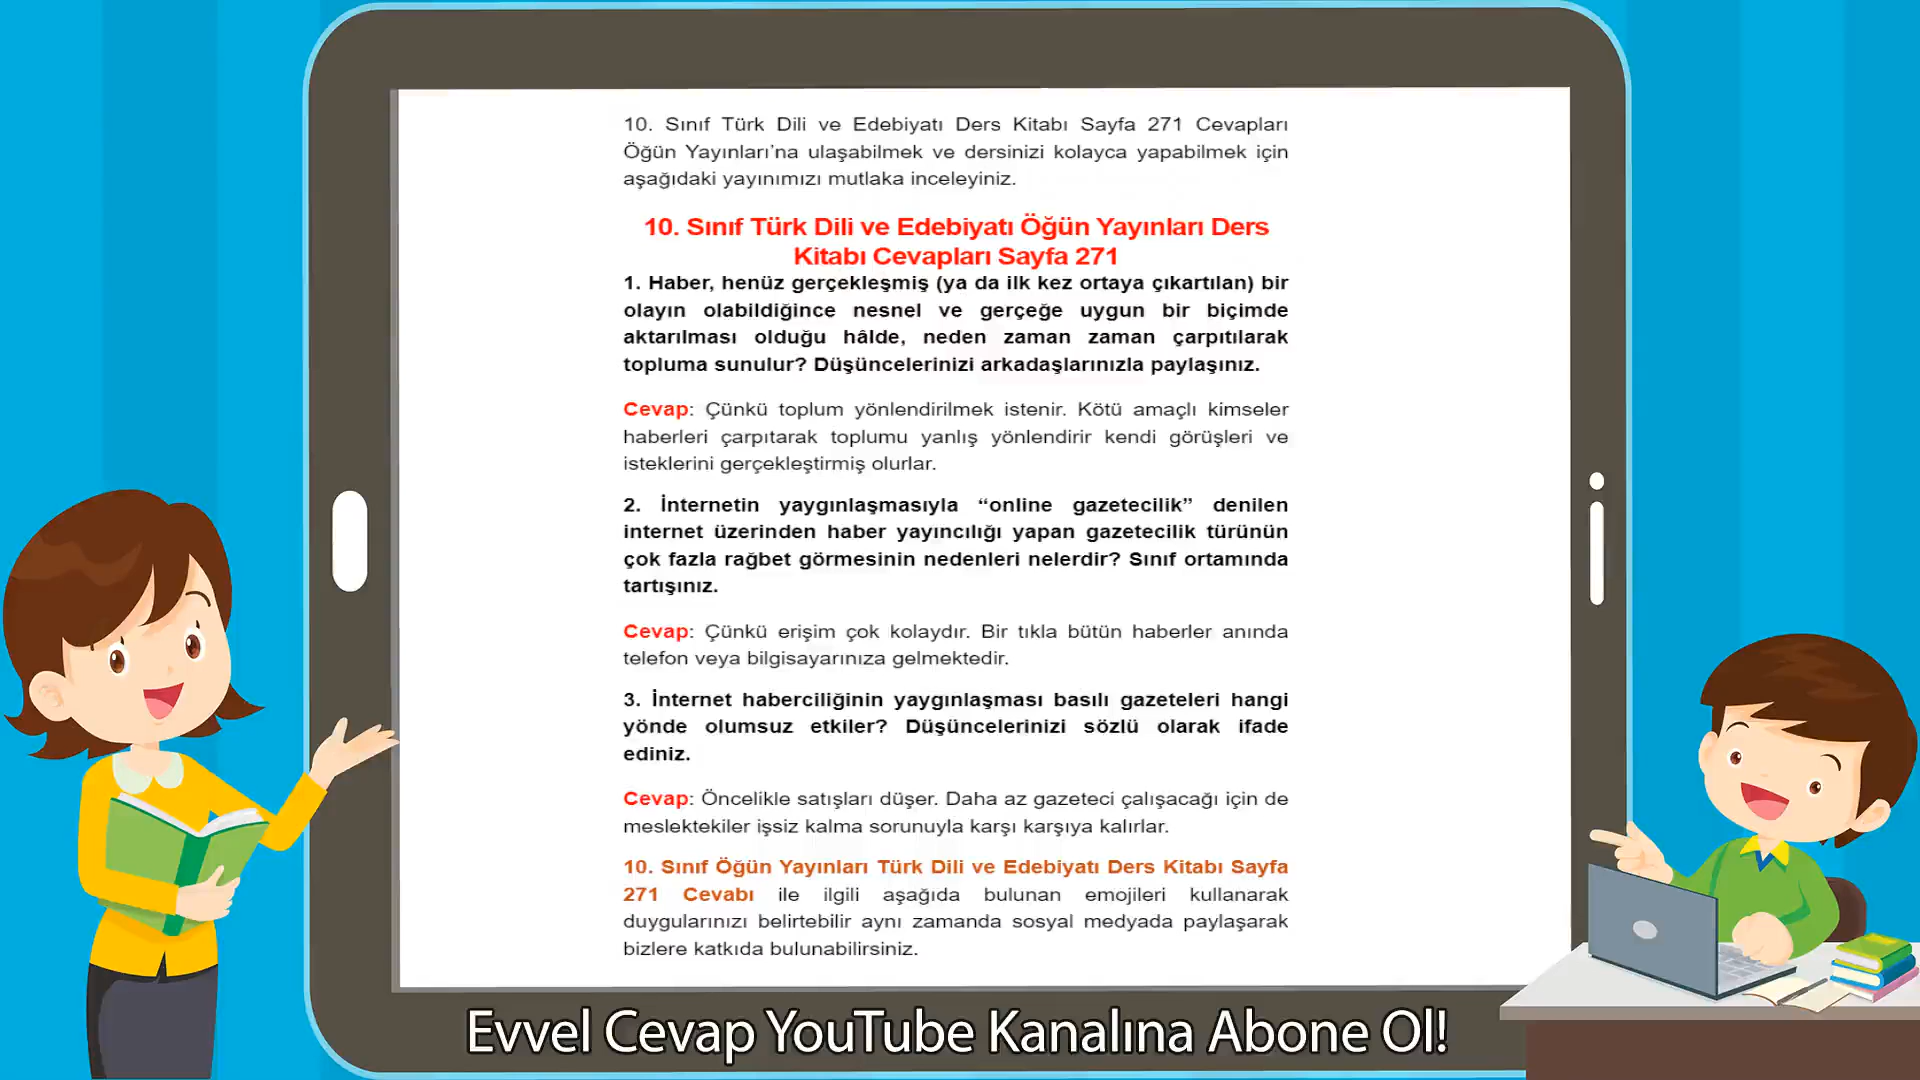 10. Sınıf Türk Dili ve Edebiyatı Ders Kitabı Sayfa 271 Cevapları
Öğün Yayınları’na ulaşabilmek ve dersinizi kolayca yapabilmek için
aşağıdaki yayınımızı mutlaka inceleyiniz.
10. Sınıf Türk Dili ve Edebiyatı Öğün Yayınları Ders
Kitabı Cevapları Sayfa 271
1. Haber, henüz gerçekleşmiş (ya da ilk kez ortaya çıkartılan) bir
olayın olabildiğince nesnel ve gerçeğe uygun bir biçimde
aktarılması olduğu hâlde, neden zaman zaman çarpıtılarak
topluma sunulur? Düşüncelerinizi arkadaşlarınızla paylaşınız.
Cevap: Çünkü toplum yönlendirilmek istenir. Kötü amaçlı kimseler
haberleri çarpıtarak toplumu yanlış yönlendirir kendi görüşleri ve
isteklerini gerçekleştirmiş olurlar.
2. İnternetin yaygınlaşmasıyla “online gazetecilik” denilen
internet üzerinden haber yayıncılığı yapan gazetecilik türünün
çok fazla rağbet görmesinin nedenleri nelerdir? Sınıf ortamında
tartışınız.
Cevap: Çünkü erişim çok kolaydır. Bir tıkla bütün haberler anında
telefon veya bilgisayarınıza gelmektedir.
3. İnternet haberciliğinin yaygınlaşması basılı gazeteleri hangi
yönde olumsuz etkiler? Düşüncelerinizi sözlü olarak ifade
ediniz.
Cevap: Öncelikle satışları düşer. Daha az gazeteci çalışacağı için de
meslektekiler işsiz kalma sorunuyla karşı karşıya kalırlar.
10. Sınıf Öğün Yayınları Türk Dili ve Edebiyatı Ders Kitabı Sayfa
271 Cevabı ile ilgili aşağıda bulunan emojileri kullanarak
duygularınızı belirtebilir aynı zamanda sosyal medyada paylaşarak
bizlere katkıda bulunabilirsiniz.
Evvel Cevap YouTube Kanalına Abone Ol!